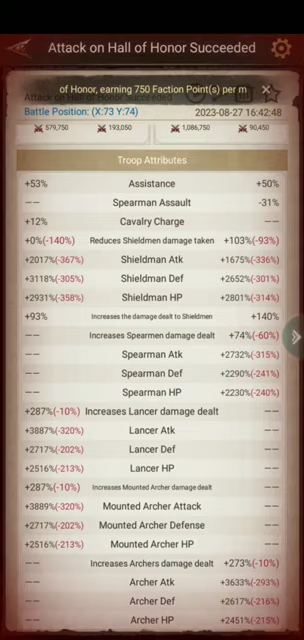 Attack on Hall of Honor Succeeded
of Honor, earning 750 Faction Point(s) per m
Attack on Hall of Honor Succeeded
Battle Position: (X:73 Y:74) 2023-08-27 16:42:48
579,750 193,050 1,086,750 90,450
Troop Attributes
+53% Assistance +50%
-- Spearman Assault -31%
+12% Cavalry Charge --
+0%(-140%) Reduces Shieldmen damage taken +103%(-93%)
+2017%(-367%) Shieldman Atk +1675%(-336%)
+3118%(-305%) Shieldman Def +2652%(-301%)
+2931%(-358%) Shieldman HP +2801%(-314%)
+93% Increases the damage dealt to Shieldmen +140%
-- Increases Spearmen damage dealt +74%(-60%)
-- Spearman Atk +2732%(-315%)
-- Spearman Def +2290%(-241%)
-- Spearman HP +2230%(-240%)
+287%(-10%) Increases Lancer damage dealt --
+3887%(-320%) Lancer Atk --
+2717%(-202%) Lancer Def --
+2516%(-213%) Lancer HP --
+287%(-10%) Increases Mounted Archer damage dealt --
+3889%(-320%) Mounted Archer Attack --
+2717%(-202%) Mounted Archer Defense --
+2516%(-213%) Mounted Archer HP --
-- Increases Archers damage dealt +273%(-10%)
-- Archer Atk +3633%(-293%)
-- Archer Def +2617%(-216%)
-- Archer HP +2451%(-215%)